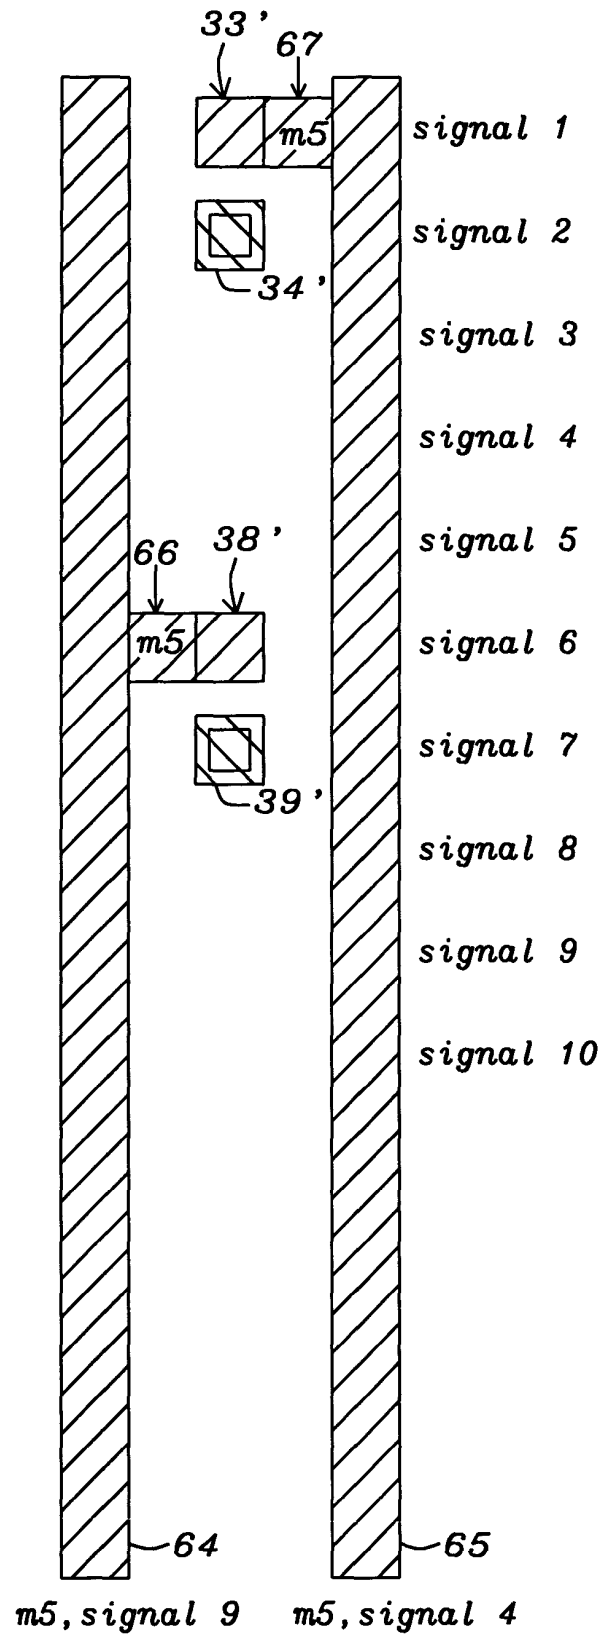 33'
67
m5
signal 1
signal 2
34'
signal 3
signal 4
signal 5
66
38'
m5
signal 6
signal 7
39'
signal 8
signal 9
signal 10
64
65
m5, signal 9
m5, signal 4